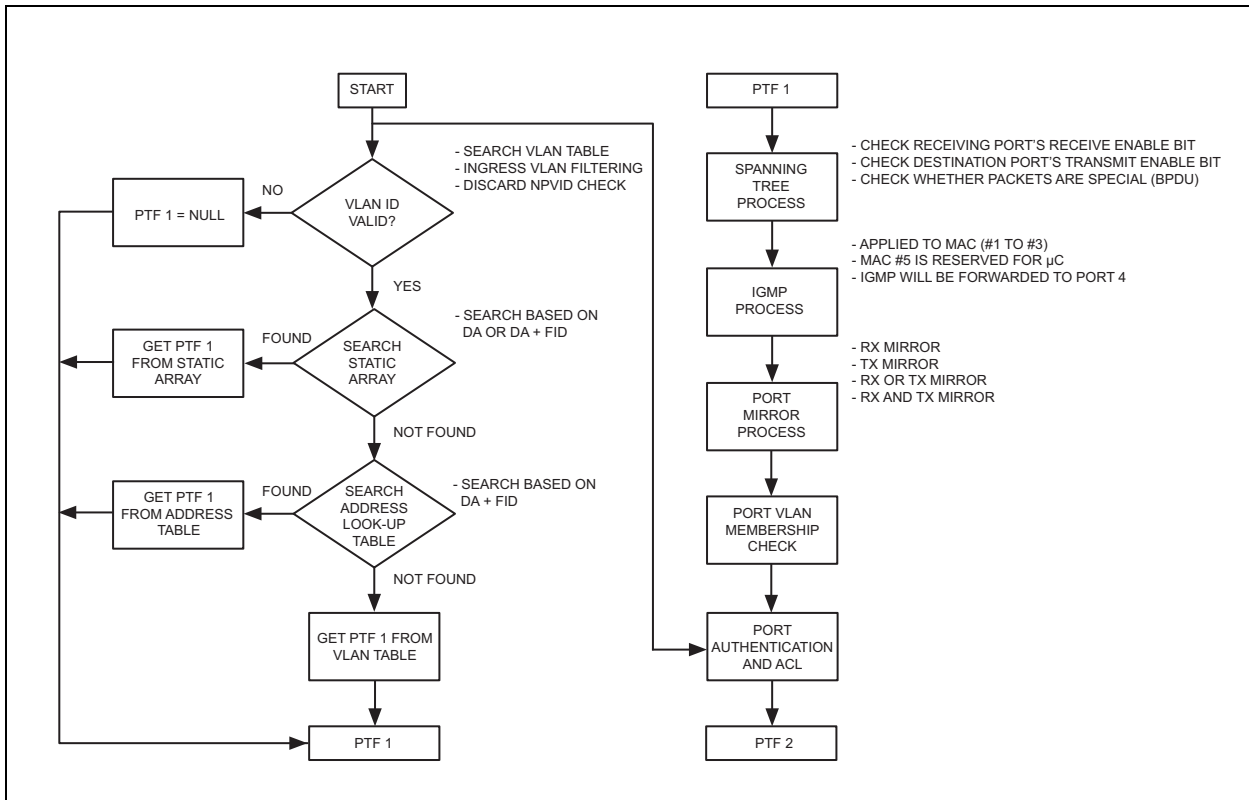 START
- SEARCH VLAN TABLE
- INGRESS VLAN FILTERING
- DISCARD NPVID CHECK
NO
VLAN ID
VALID?
PTF 1 = NULL
YES
- SEARCH BASED ON
DA OR DA + FID
FOUND
SEARCH
STATIC
ARRAY
GET PTF 1
FROM STATIC
ARRAY
NOT FOUND
- SEARCH BASED ON
DA + FID
FOUND
SEARCH
ADDRESS
LOOK-UP
TABLE
GET PTF 1
FROM ADDRESS
TABLE
NOT FOUND
GET PTF 1 FROM
VLAN TABLE
PTF 1
PTF 1
- CHECK RECEIVING PORT'S RECEIVE ENABLE BIT
- CHECK DESTINATION PORT'S TRANSMIT ENABLE BIT
- CHECK WHETHER PACKETS ARE SPECIAL (BPDU)
SPANNING
TREE
PROCESS
- APPLIED TO MAC (#1 TO #3)
- MAC #5 IS RESERVED FOR µC
- IGMP WILL BE FORWARDED TO PORT 4
IGMP
PROCESS
- RX MIRROR
- TX MIRROR
- RX OR TX MIRROR
- RX AND TX MIRROR
PORT
MIRROR
PROCESS
PORT VLAN
MEMBERSHIP
CHECK
PORT
AUTHENTICATION
AND ACL
PTF 2